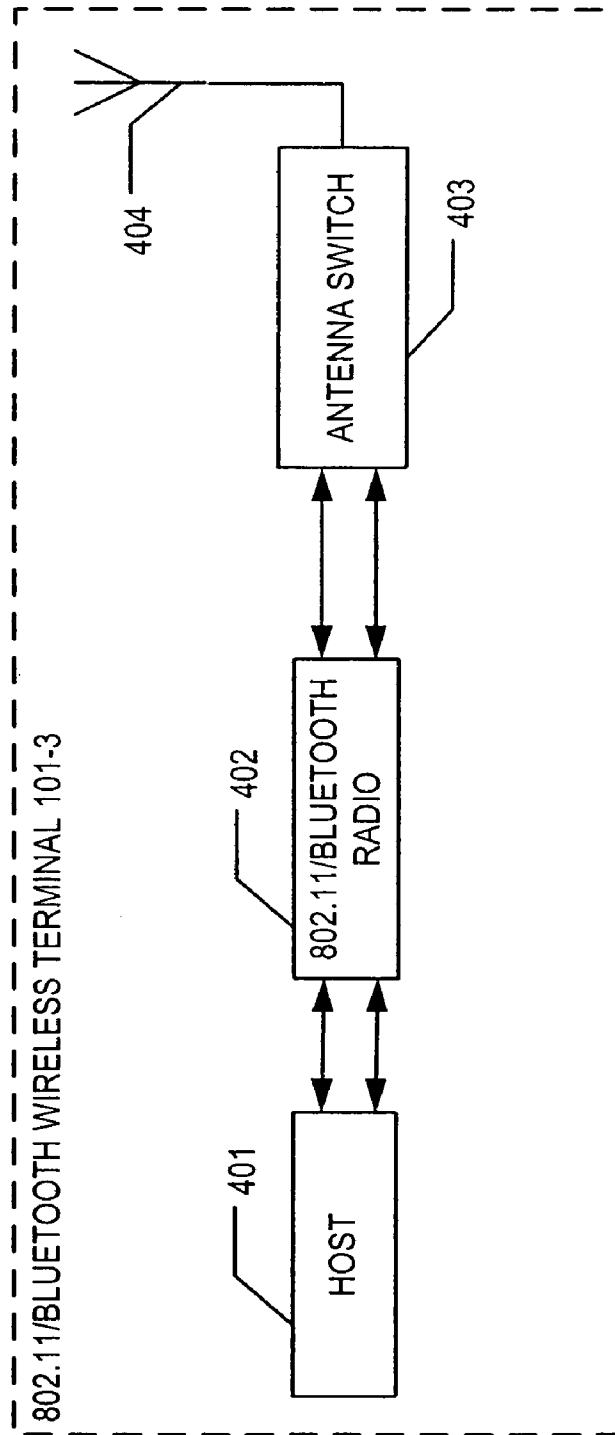 802.11/BLUETOOTH WIRELESS TERMINAL 101-3
401
HOST
402
802.11/BLUETOOTH
RADIO
404
ANTENNA SWITCH
403